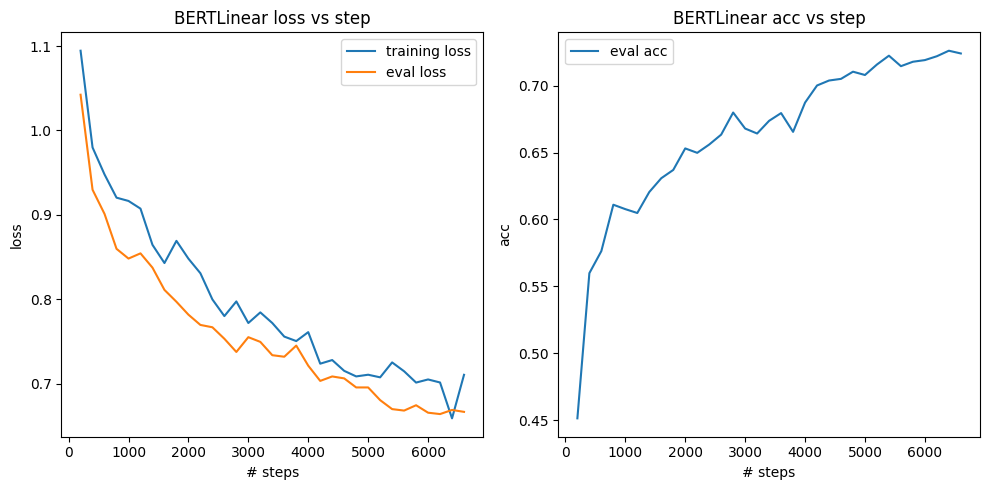 BERTLinear loss vs step
training loss
eval loss
1.1
1.0
0.9
0.8
0.7
loss
0 1000 2000 3000 4000 5000 6000
# steps
BERTLinear acc vs step
eval acc
0.70
0.65
0.60
0.55
0.50
0.45
acc
0 1000 2000 3000 4000 5000 6000
# steps